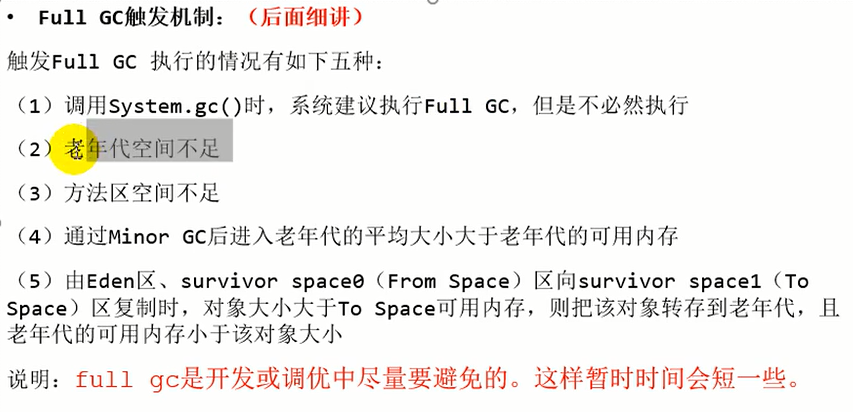 • Full GC触发机制：（后面细讲）
触发Full GC 执行的情况有如下五种：
（1）调用System.gc()时，系统建议执行Full GC，但是不必然执行
（2）老年代空间不足
（3）方法区空间不足
（4）通过Minor GC后进入老年代的平均大小大于老年代的可用内存
（5）由Eden区、survivor space0（From Space）区向survivor space1（To
Space）区复制时，对象大小大于To Space可用内存，则把该对象转存到老年代，且
老年代的可用内存小于该对象大小
说明：full gc是开发或调优中尽量要避免的。这样暂时时间会短一些。